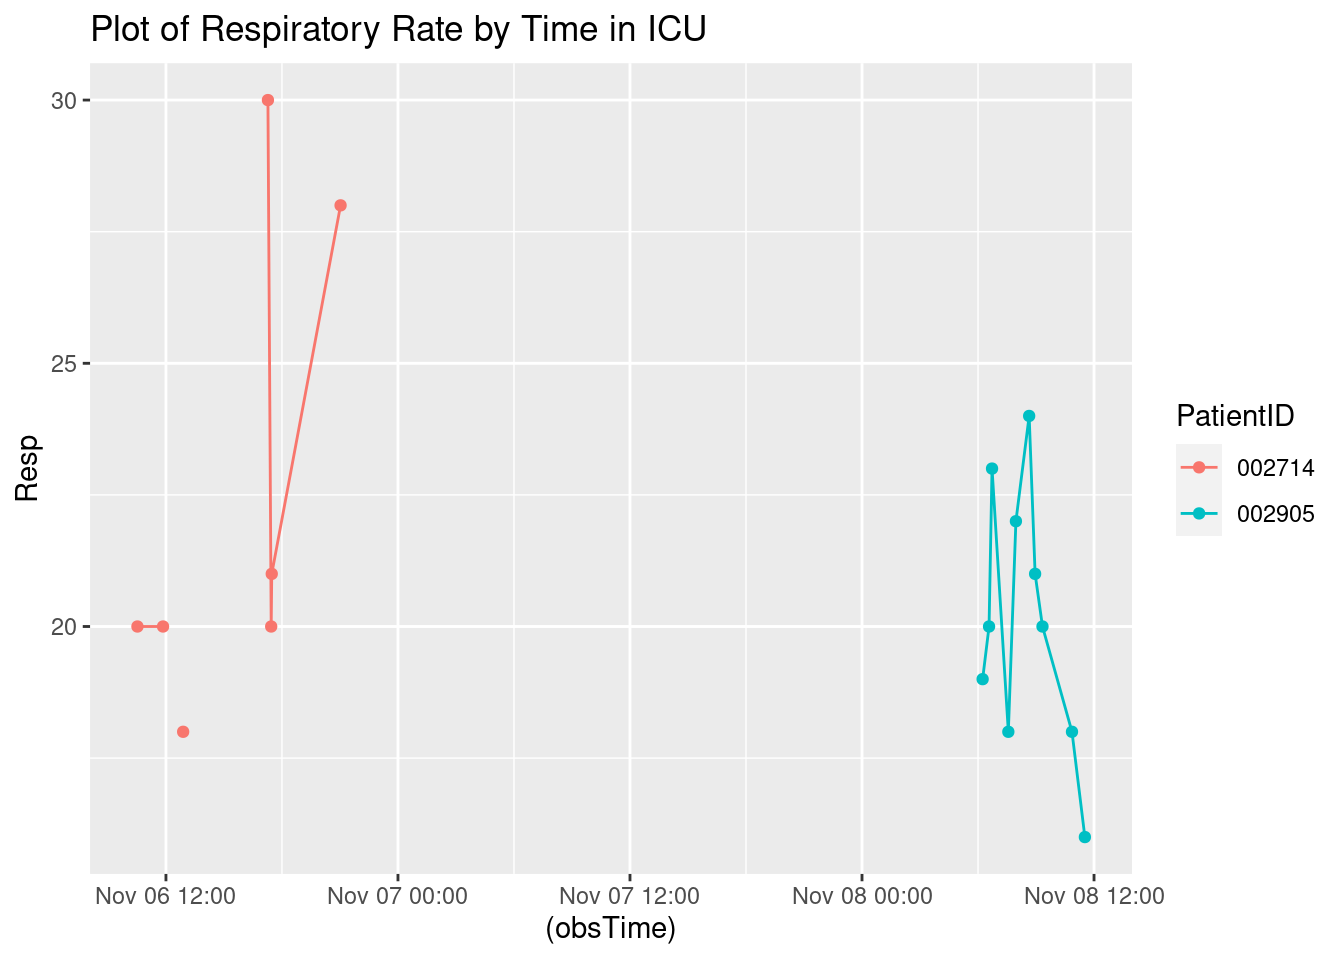 Plot of Respiratory Rate by Time in ICU
30
25
20
Resp
Nov 06 12:00 Nov 07 00:00 Nov 07 12:00 Nov 08 00:00 Nov 08 12:00
(obsTime)
PatientID
002714
002905